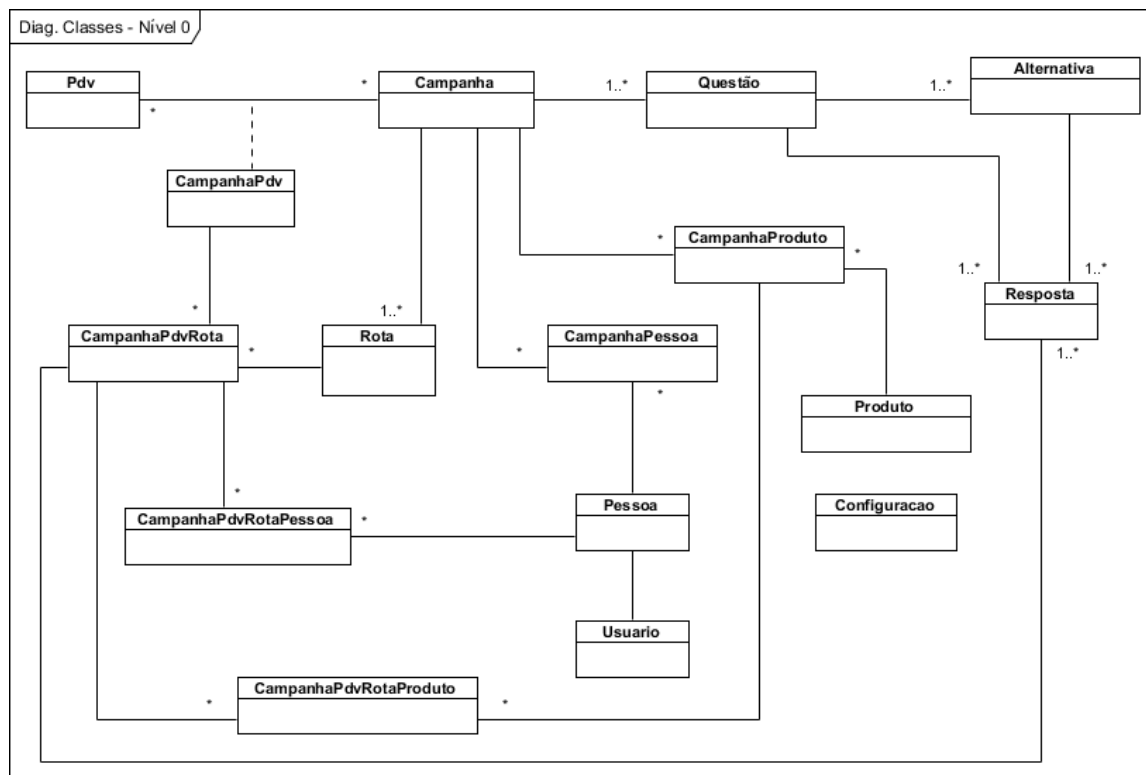 Diag. Classes - Nível 0
Pdv
*
*
Campanha
1..*
Questão
1..*
Alternativa
CampanhaPdv
*
CampanhaProduto
*
*
1..*
Rota
1..*
1..*
Resposta
1..*
CampanhaPdvRota
*
*
CampanhaPessoa
*
Produto
*
CampanhaPdvRotaPessoa
*
Pessoa
Configuracao
Usuario
*
CampanhaPdvRotaProduto
*